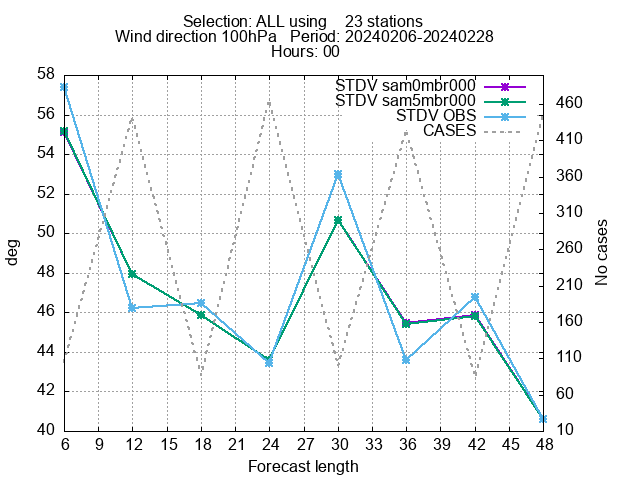 Selection: ALL using    23 stations
Wind direction 100hPa   Period: 20240206-20240228
Hours: 00
STDV sam0mbr000
STDV sam5mbr000
STDV OBS
CASES
58
56
54
52
50
48
46
44
42
40
deg
460
410
360
310
260
210
160
110
60
10
No cases
6 9 12 15 18 21 24 27 30 33 36 39 42 45 48
Forecast length